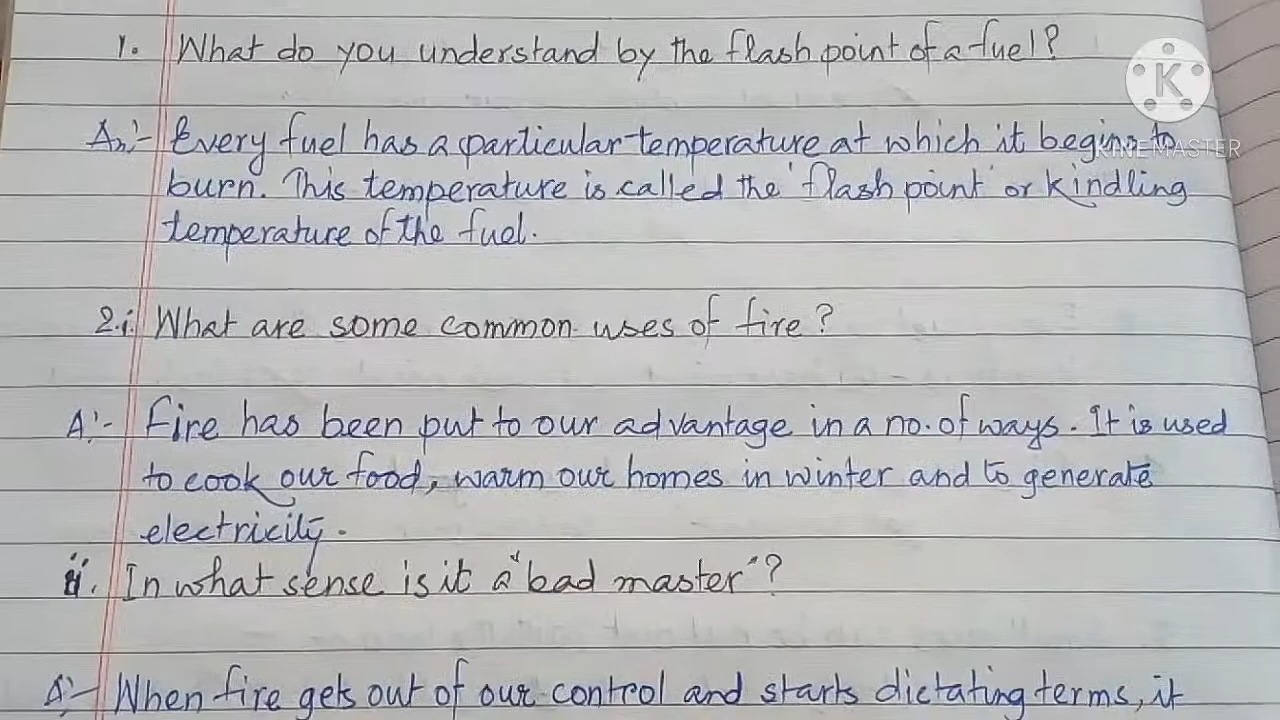 1. What do you understand by the flash point of a fuel?
An:- Every fuel has a particular temperature at which it begins to
burn. This temperature is called the 'flash point' or kindling
temperature of the fuel.
2.i. What are some common uses of fire?
A:- Fire has been put to our advantage in a no. of ways. It is used
to cook our food, warm our homes in winter and to generate
electricity.
ii. In what sense is it a "bad master"?
A:- When fire gets out of our control and starts dictating terms, it
K
KINEMASTER